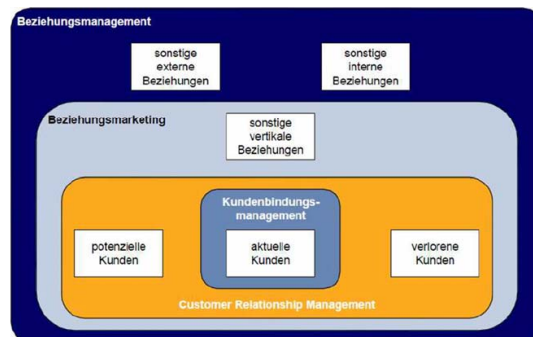 Beziehungsmanagement
sonstige
externe
Beziehungen
sonstige
interne
Beziehungen
Beziehungsmarketing
sonstige
vertikale
Beziehungen
Kundenbindungs-
management
potenzielle
Kunden
aktuelle
Kunden
verlorene
Kunden
Customer Relationship Management